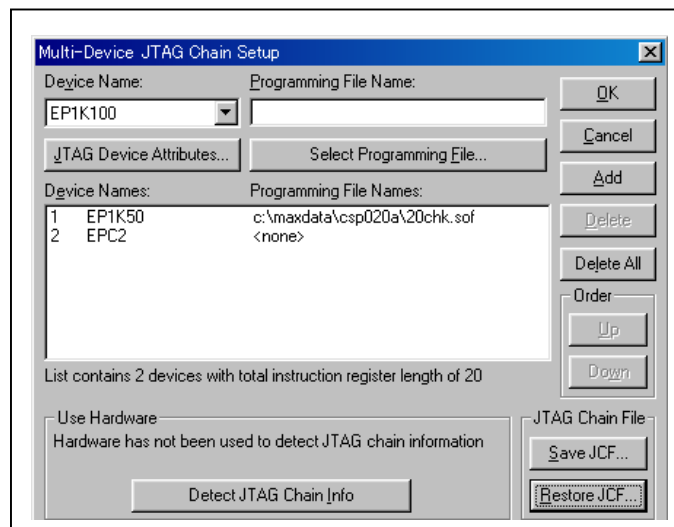 Multi-Device JTAG Chain Setup
Device Name:
Programming File Name:
EP1K100
JTAG Device Attributes...
Select Programming File...
Device Names:
Programming File Names:
1 EP1K50 c:\maxdata\csp020a\20chk.sof
2 EPC2 <none>
List contains 2 devices with total instruction register length of 20
Use Hardware
Hardware has not been used to detect JTAG chain information
Detect JTAG Chain Info
OK
Cancel
Add
Delete
Delete All
Order
Up
Down
JTAG Chain File
Save JCF...
Restore JCF...